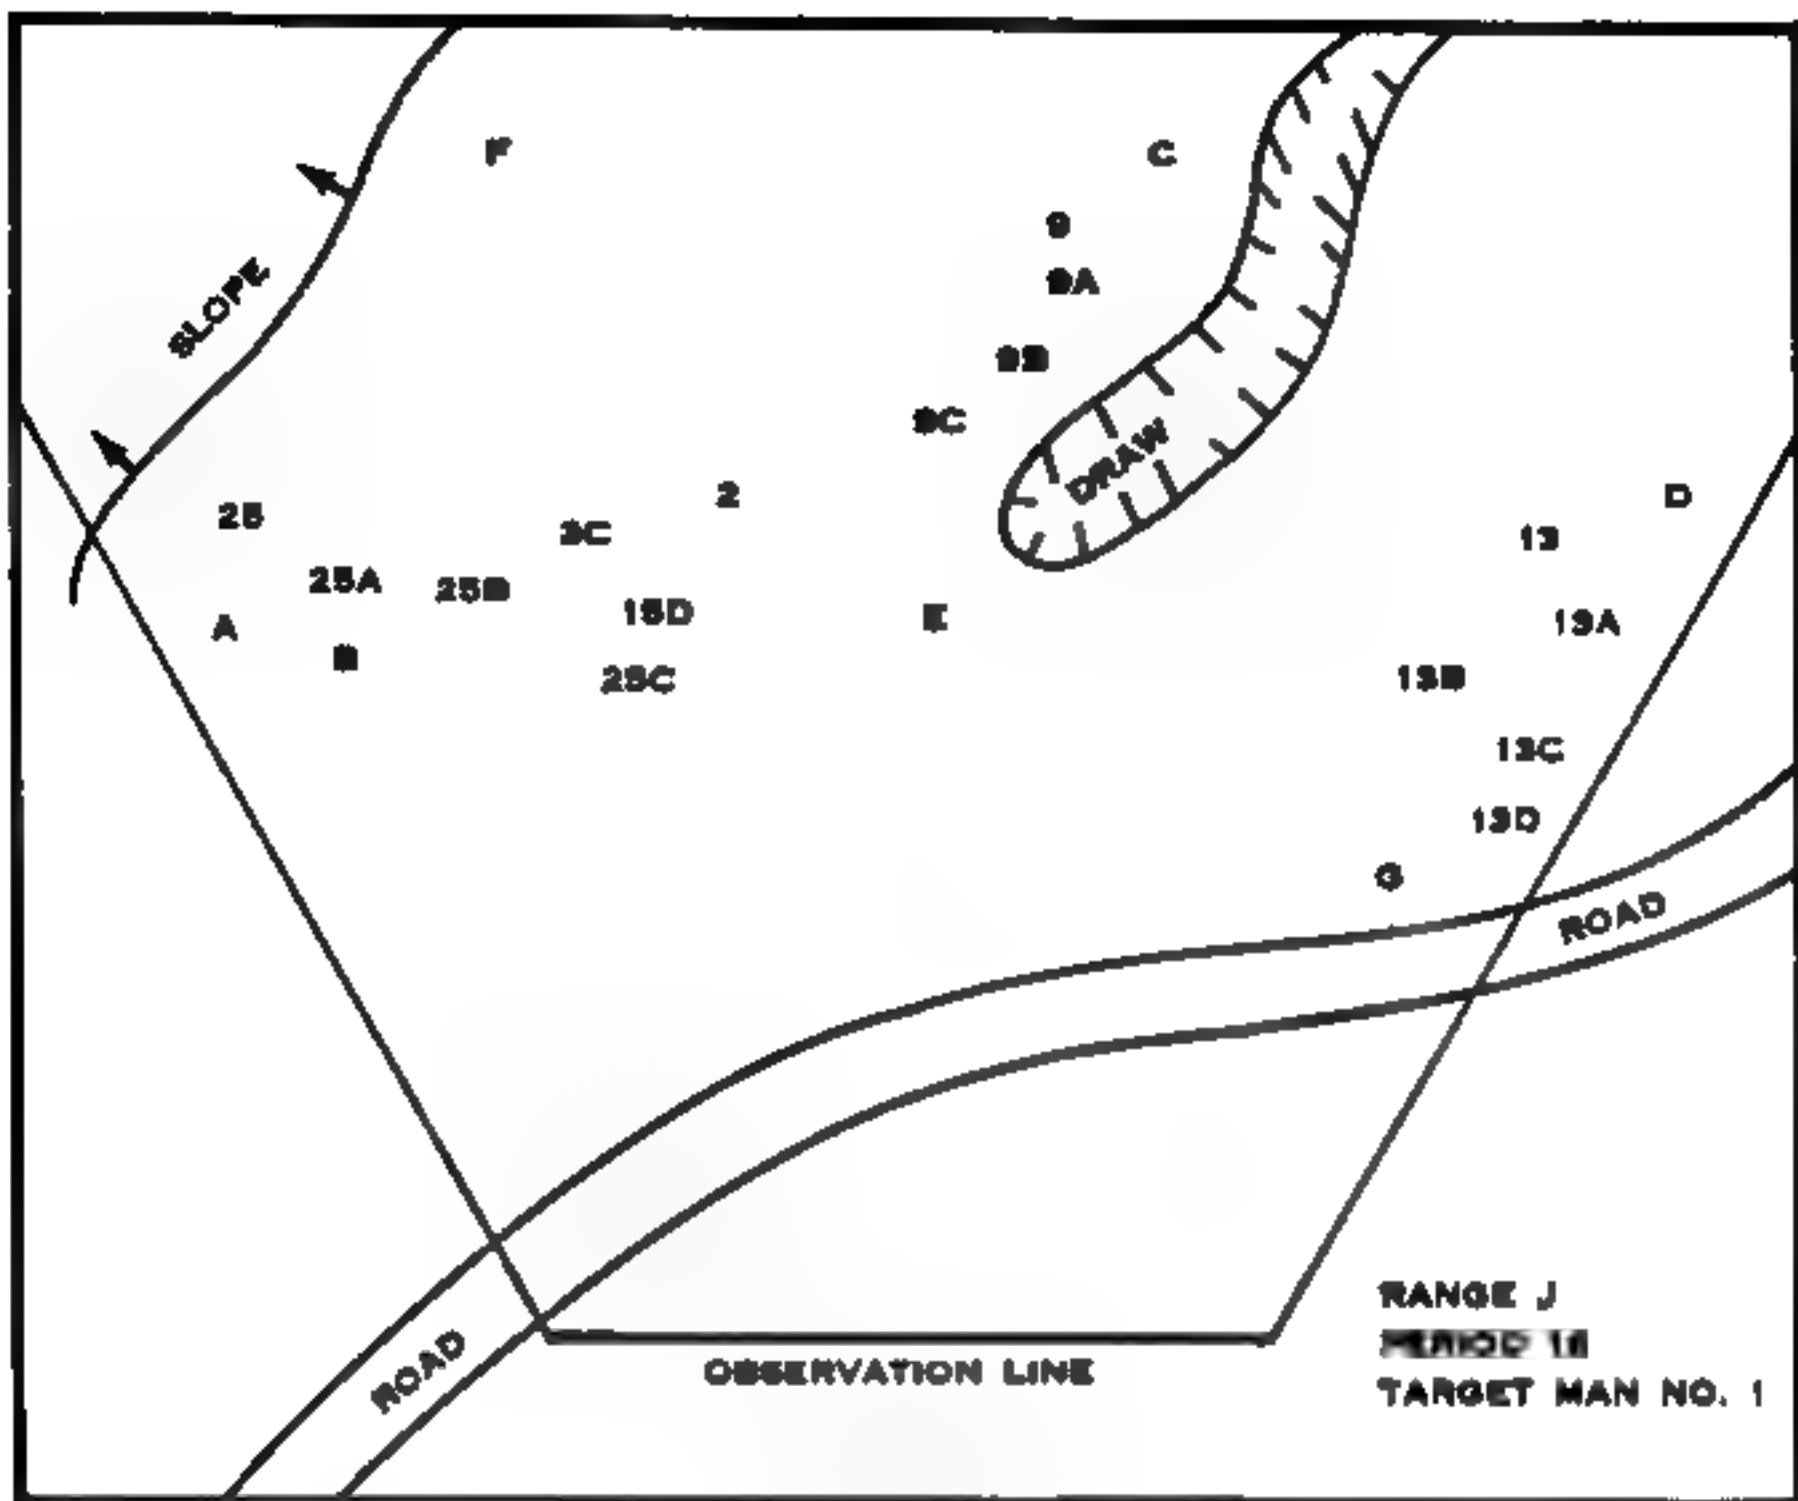 F
C
9
9A
SLOPE
9B
9C
DRAW
2
D
25
13
25A
25B
15D
E
13A
A
B
25C
13B
13C
13D
G
ROAD
ROAD
OBSERVATION LINE
RANGE J
PERIOD
TARGET MAN NO. 1